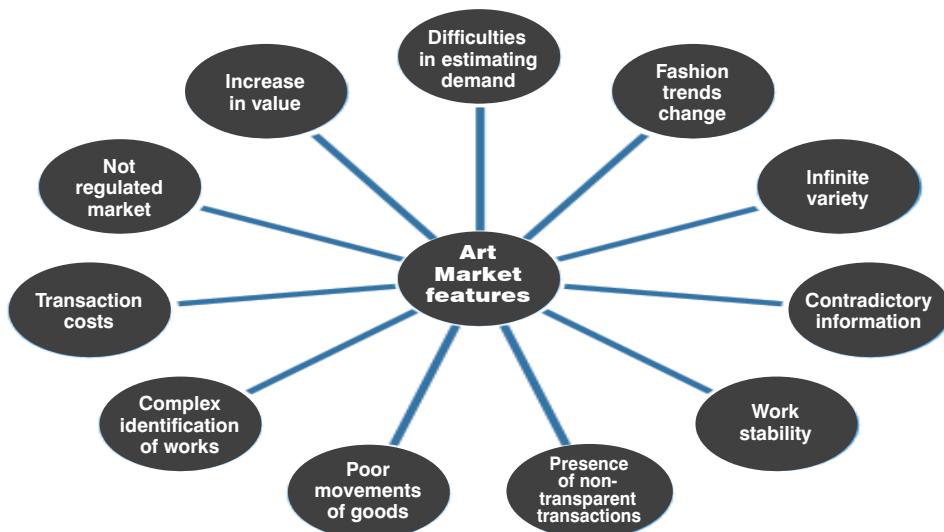 Difficulties
in estimating
demand
Fashion
trends
change
Infinite
variety
Contradictory
information
Work
stability
Presence
of non-
transparent
transactions
Poor
movements
of goods
Complex
identification
of works
Transaction
costs
Not
regulated
market
Increase
in value
Art
Market
features